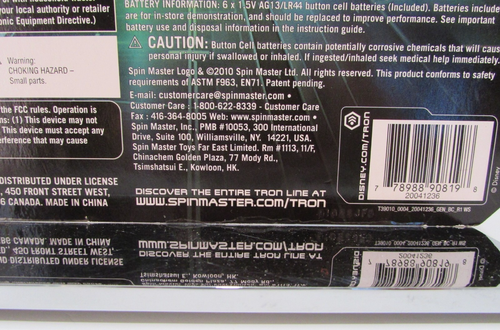 your local authority or retailer
onic Equipment Directive.)
Warning:
CHOKING HAZARD –
Small parts.
the FCC rules. Operation is
ns: (1) This device may not
This device must accept any
erference that may cause
DISTRIBUTED UNDER LICENSE
, 450 FRONT STREET WEST,
6 CANADA. MADE IN CHINA
BATTERY INFORMATION: 6 x 1.5V AG13/LR44 button cell batteries (Included). Batteries include
are for in-store demonstration, and should be replaced to improve performance. See important
battery use and disposal information in the instruction guide.
⚠ CAUTION: Button Cell batteries contain potentially corrosive chemicals that will cause
personal injury if swallowed or inhaled. If ingested/inhaled seek medical help immediately.
Spin Master Logo & ©2010 Spin Master Ltd. All rights reserved. This product conforms to safety
requirements of ASTM F963, EN71. Patent pending.
E-mail: customercare@spinmaster.com •
Customer Care : 1-800-622-8339 - Customer Care
Fax : 416-364-8005 Web: www.spinmaster.com •
Spin Master, Inc., PMB #10053, 300 International
Drive, Suite 100, Williamsville, NY. 14221, USA.
Spin Master Toys Far East Limited. Rm #1113, 11/F,
Chinachem Golden Plaza, 77 Mody Rd.,
Tsimshatsui E., Kowloon, HK.
DISCOVER THE ENTIRE TRON LINE AT
WWW.SPINMASTER.COM/TRON
DISNEY.COM/TRON
7 78988 90819 8
20041236
© Disney
T39010_0004_20041236_GEN_BC_R1 WS